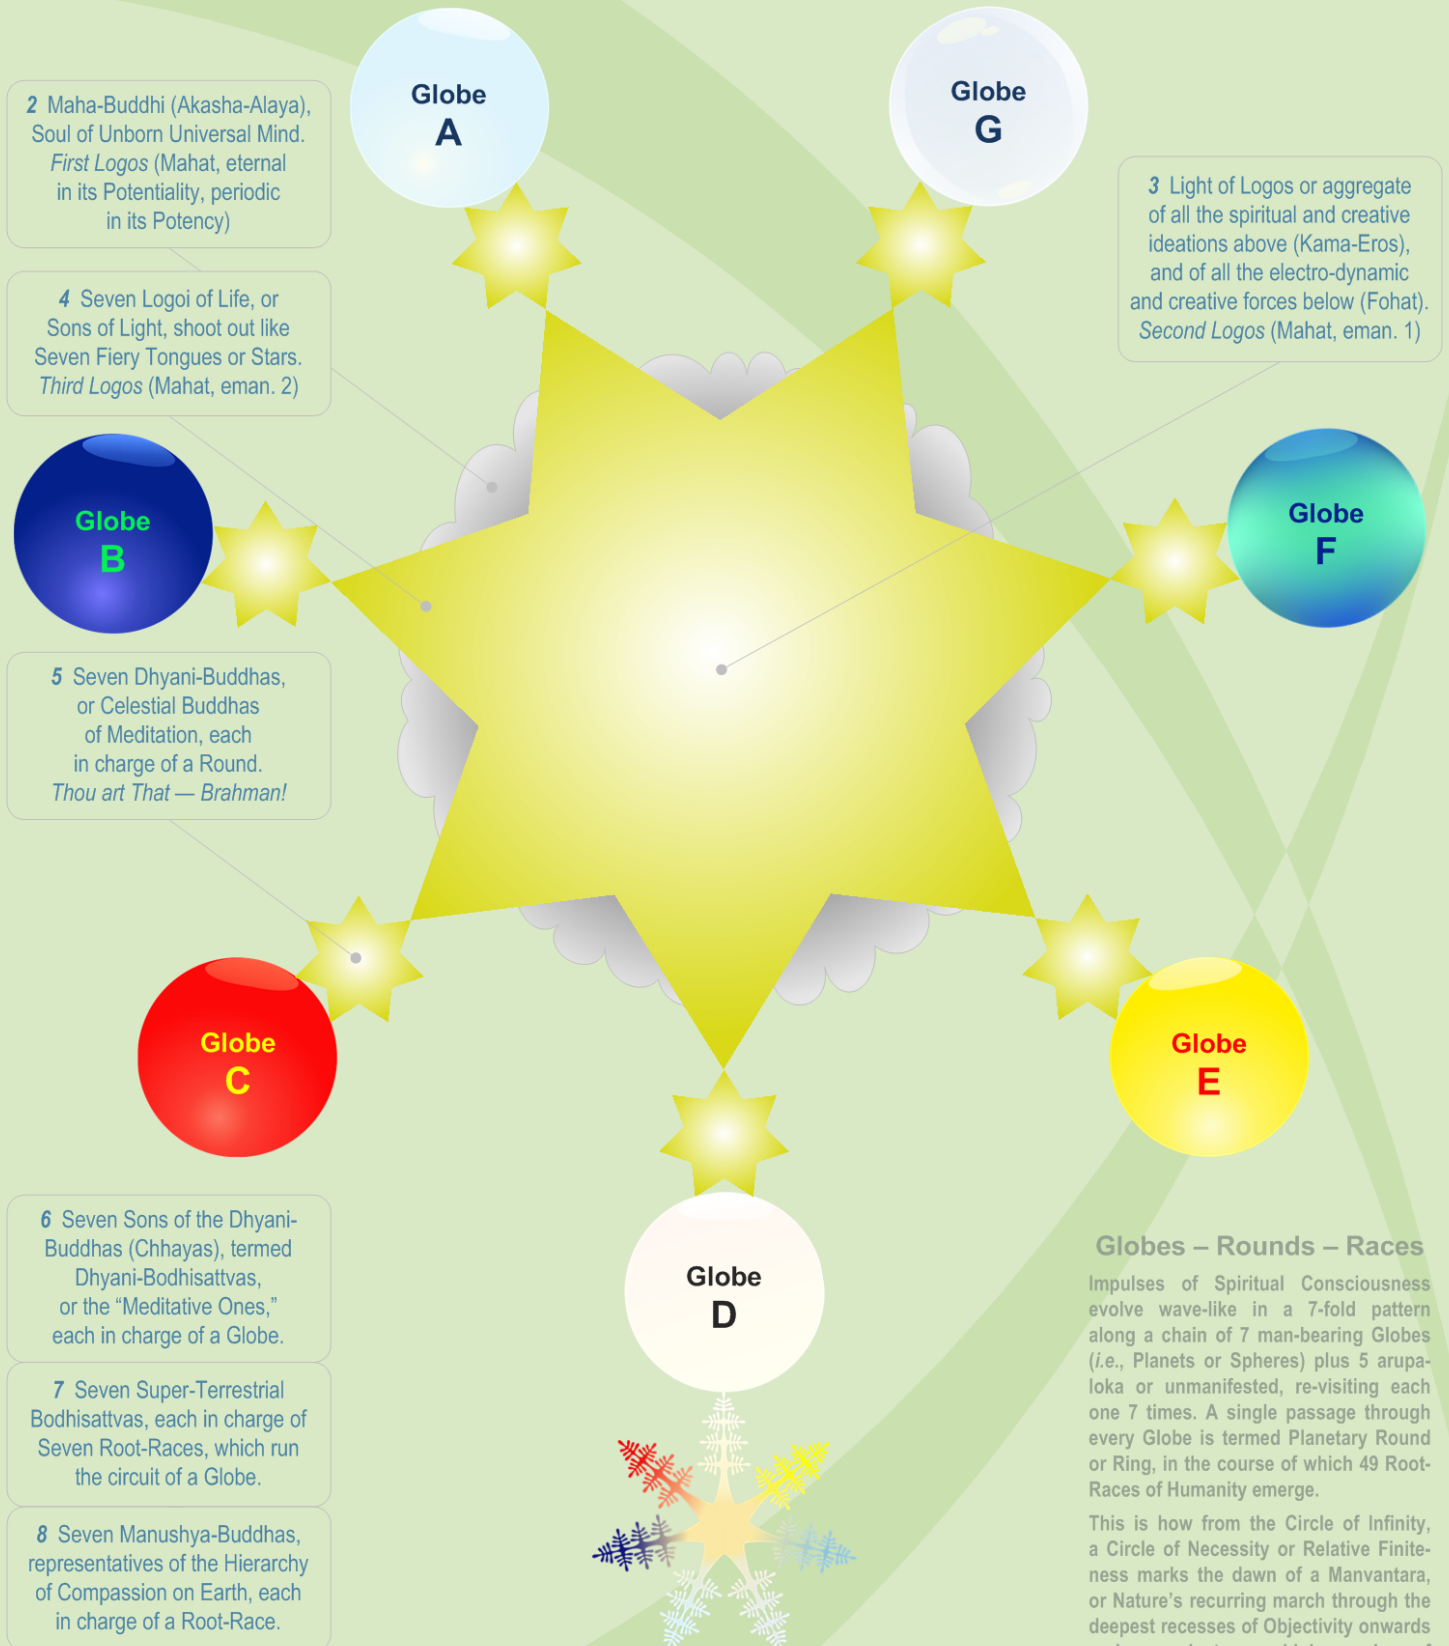 Globe
A
Globe
G
2 Maha-Buddhi (Akasha-Alaya),
Soul of Unborn Universal Mind.
First Logos (Mahat, eternal
in its Potentiality, periodic
in its Potency)
3 Light of Logos or aggregate
of all the spiritual and creative
ideations above (Kama-Eros),
and of all the electro-dynamic
and creative forces below (Fohat).
Second Logos (Mahat, eman. 1)
4 Seven Logoi of Life, or
Sons of Light, shoot out like
Seven Fiery Tongues or Stars.
Third Logos (Mahat, eman. 2)
Globe
B
Globe
F
5 Seven Dhyani-Buddhas,
or Celestial Buddhas
of Meditation, each
in charge of a Round.
Thou art That — Brahman!
Globe
C
Globe
E
Globe
D
6 Seven Sons of the Dhyani-
Buddhas (Chhayas), termed
Dhyani-Bodhisattvas,
or the “Meditative Ones,”
each in charge of a Globe.
7 Seven Super-Terrestrial
Bodhisattvas, each in charge of
Seven Root-Races, which run
the circuit of a Globe.
8 Seven Manushya-Buddhas,
representatives of the Hierarchy
of Compassion on Earth, each
in charge of a Root-Race.
Globes – Rounds – Races
Impulses of Spiritual Consciousness
evolve wave-like in a 7-fold pattern
along a chain of 7 man-bearing Globes
(i.e., Planets or Spheres) plus 5 arupa-
loka or unmanifested, re-visiting each
one 7 times. A single passage through
every Globe is termed Planetary Round
or Ring, in the course of which 49 Root-
Races of Humanity emerge.
This is how from the Circle of Infinity,
a Circle of Necessity or Relative Finite-
ness marks the dawn of a Manvantara,
or Nature’s recurring march through the
deepest recesses of Objectivity onwards